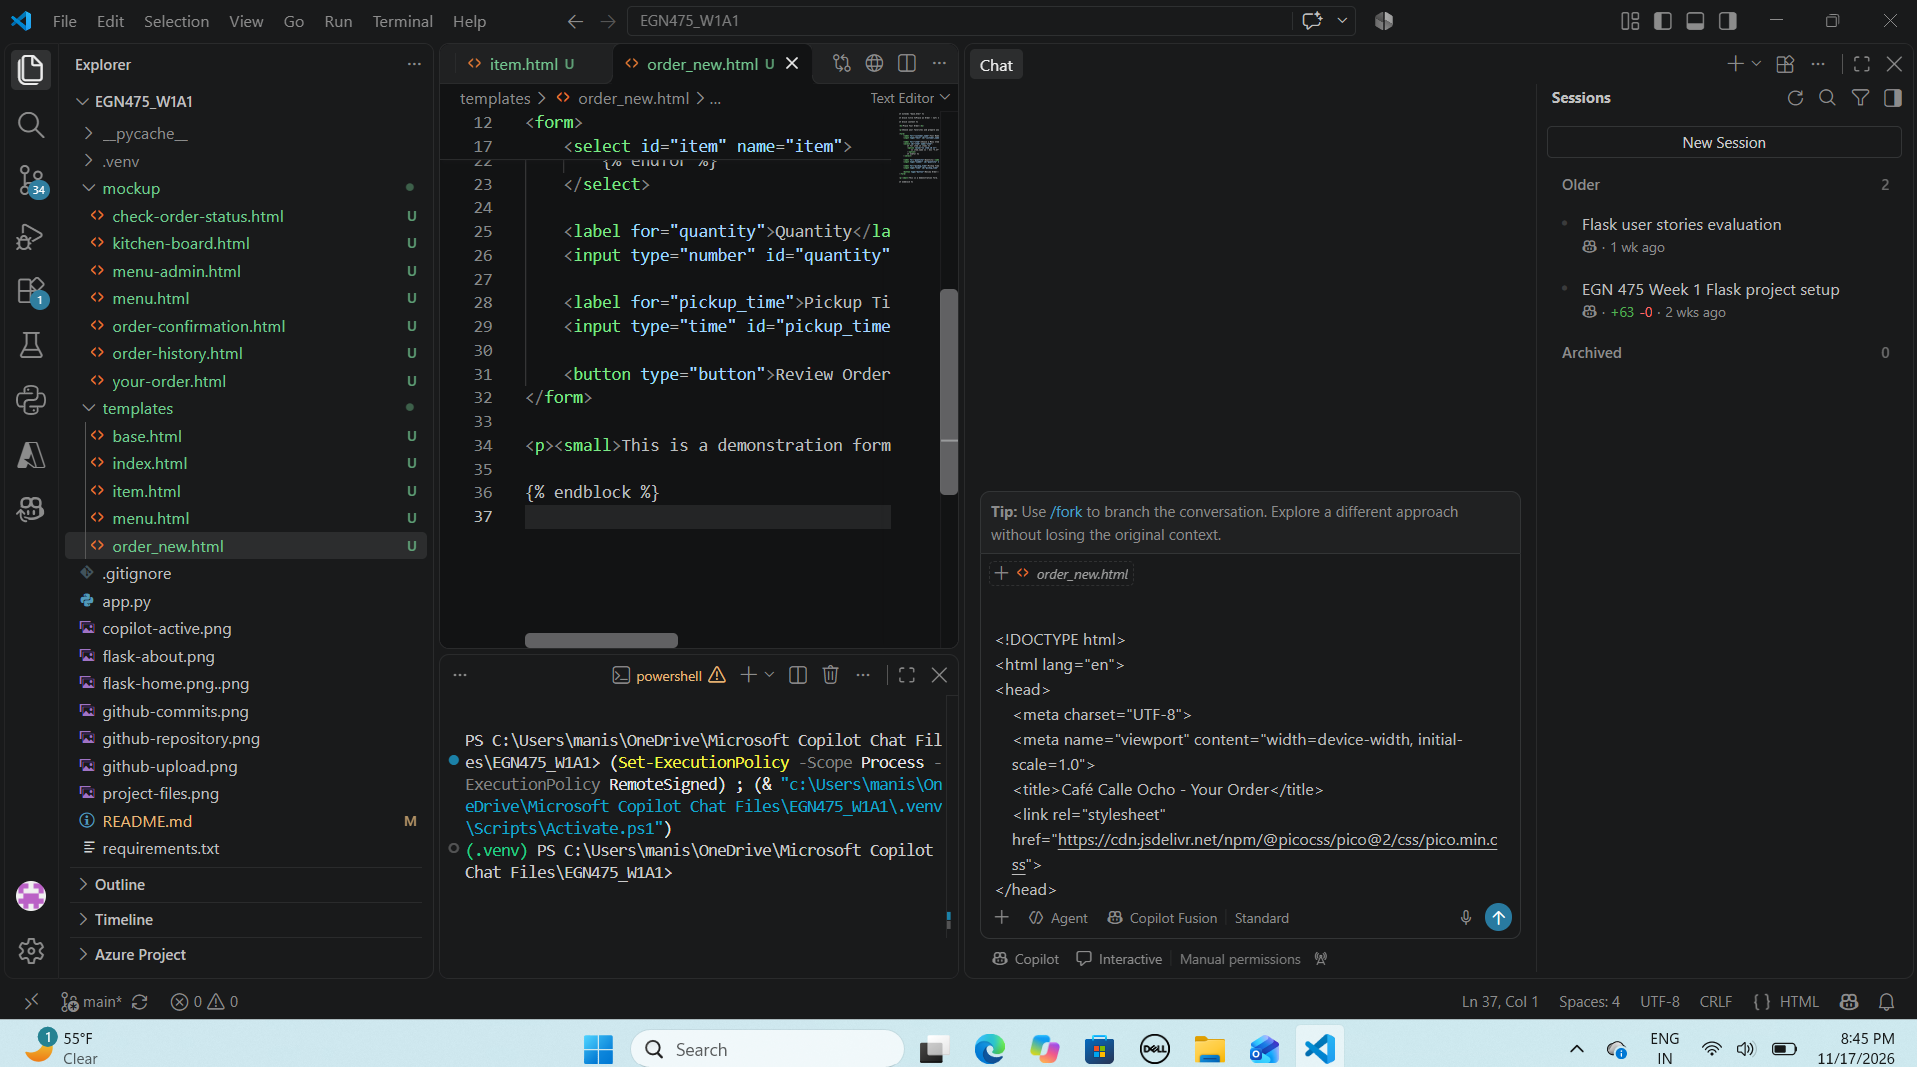 File Edit Selection View Go Run Terminal Help
EGN475_W1A1
Explorer
EGN475_W1A1
__pycache__
.venv
mockup
check-order-status.html U
kitchen-board.html U
menu-admin.html U
menu.html U
order-confirmation.html U
order-history.html U
your-order.html U
templates
base.html U
index.html U
item.html U
menu.html U
order_new.html U
.gitignore
app.py
copilot-active.png
flask-about.png
flask-home.png..png
github-commits.png
github-repository.png
github-upload.png
project-files.png
README.md M
requirements.txt
Outline
Timeline
Azure Project
34
1
item.html U
order_new.html U
templates > order_new.html > ...
Text Editor
12 <form>
17 <select id="item" name="item">
22 {% endfor %}
23 </select>
24
25 <label for="quantity">Quantity</la
26 <input type="number" id="quantity"
27
28 <label for="pickup_time">Pickup Ti
29 <input type="time" id="pickup_time
30
31 <button type="button">Review Order
32 </form>
33
34 <p><small>This is a demonstration form
35
36 {% endblock %}
37
powershell
PS C:\Users\manis\OneDrive\Microsoft Copilot Chat Fil
es\EGN475_W1A1> (Set-ExecutionPolicy -Scope Process -
ExecutionPolicy RemoteSigned) ; (& "c:\Users\manis\On
eDrive\Microsoft Copilot Chat Files\EGN475_W1A1\.venv
\Scripts\Activate.ps1")
(.venv) PS C:\Users\manis\OneDrive\Microsoft Copilot
Chat Files\EGN475_W1A1>
Chat
Tip: Use /fork to branch the conversation. Explore a different approach
without losing the original context.
order_new.html
<!DOCTYPE html>
<html lang="en">
<head>
<meta charset="UTF-8">
<meta name="viewport" content="width=device-width, initial-
scale=1.0">
<title>Café Calle Ocho - Your Order</title>
<link rel="stylesheet"
href="https://cdn.jsdelivr.net/npm/@picocss/pico@2/css/pico.min.c
ss">
</head>
Agent Copilot Fusion Standard
Copilot Interactive Manual permissions
Sessions
New Session
Older 2
Flask user stories evaluation
· 1 wk ago
EGN 475 Week 1 Flask project setup
· +63 -0 · 2 wks ago
Archived 0
main* 0 0
Ln 37, Col 1 Spaces: 4 UTF-8 CRLF {} HTML
1
55°F
Clear
Search
DELL
ENG
IN
8:45 PM
11/17/2026